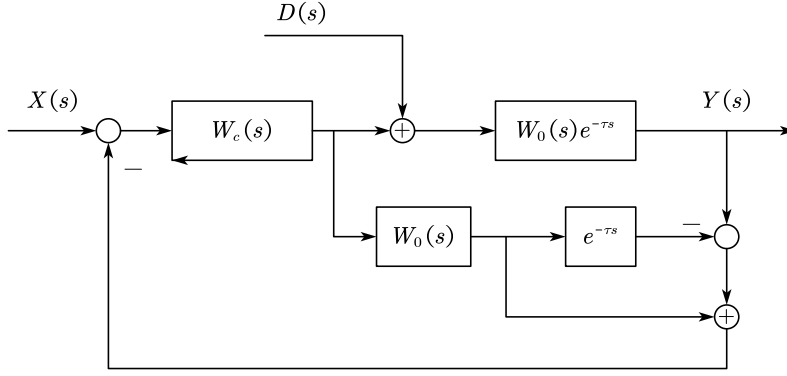 D(s)
X(s)
W_c(s)
+
W_0(s)e^{-τs}
Y(s)
−
W_0(s)
e^{-τs}
−
+